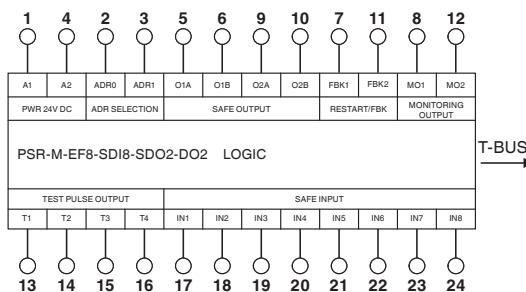 1 4 2 3 5 6 9 10 7 11 8 12
A1 A2 ADR0 ADR1 O1A O1B O2A O2B FBK1 FBK2 MO1 MO2
PWR 24V DC ADR SELECTION SAFE OUTPUT RESTART/FBK MONITORING OUTPUT
PSR-M-EF8-SDI8-SDO2-DO2 LOGIC
T-BUS
TEST PULSE OUTPUT SAFE INPUT
T1 T2 T3 T4 IN1 IN2 IN3 IN4 IN5 IN6 IN7 IN8
13 14 15 16 17 18 19 20 21 22 23 24